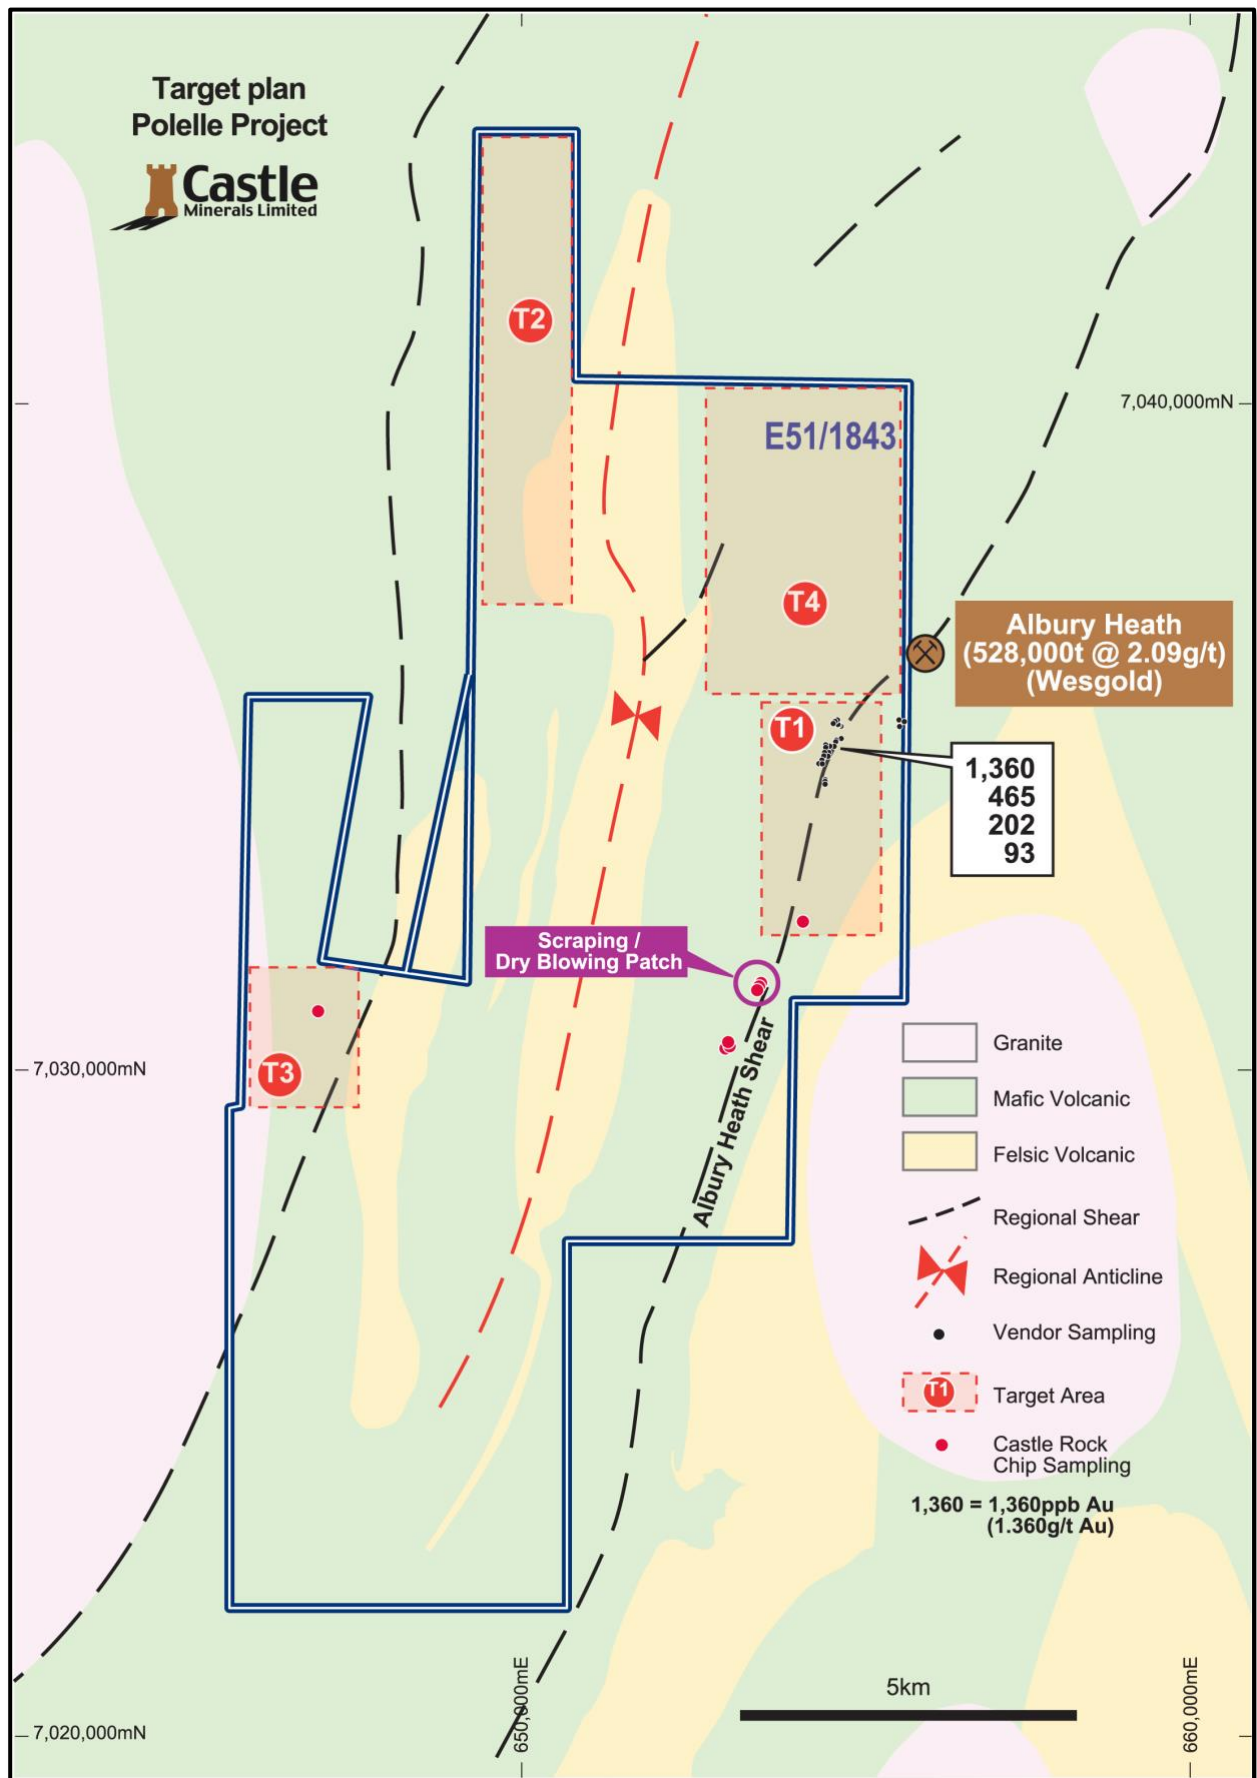 Target plan
Polelle Project
Castle
Minerals Limited
T2
7,040,000mN
E51/1843
T4
Albury Heath
(528,000t @ 2.09g/t)
(Wesgold)
T1
1,360
465
202
93
Scraping /
Dry Blowing Patch
T3
7,030,000mN
Albury Heath Shear
Granite
Mafic Volcanic
Felsic Volcanic
Regional Shear
Regional Anticline
Vendor Sampling
T1
Target Area
Castle Rock
Chip Sampling
1,360 = 1,360ppb Au
(1.360g/t Au)
5km
7,020,000mN
650,000mE
660,000mE